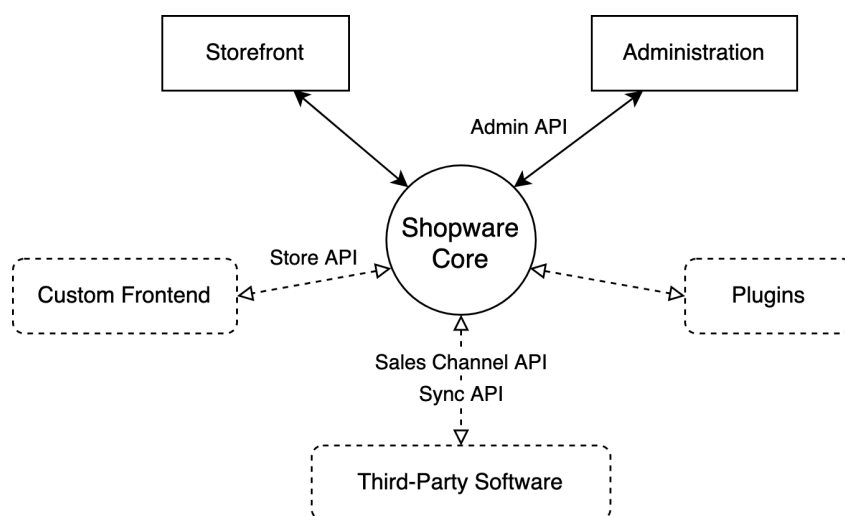 Storefront
Administration
Admin API
Shopware
Core
Store API
Custom Frontend
Plugins
Sales Channel API
Sync API
Third-Party Software